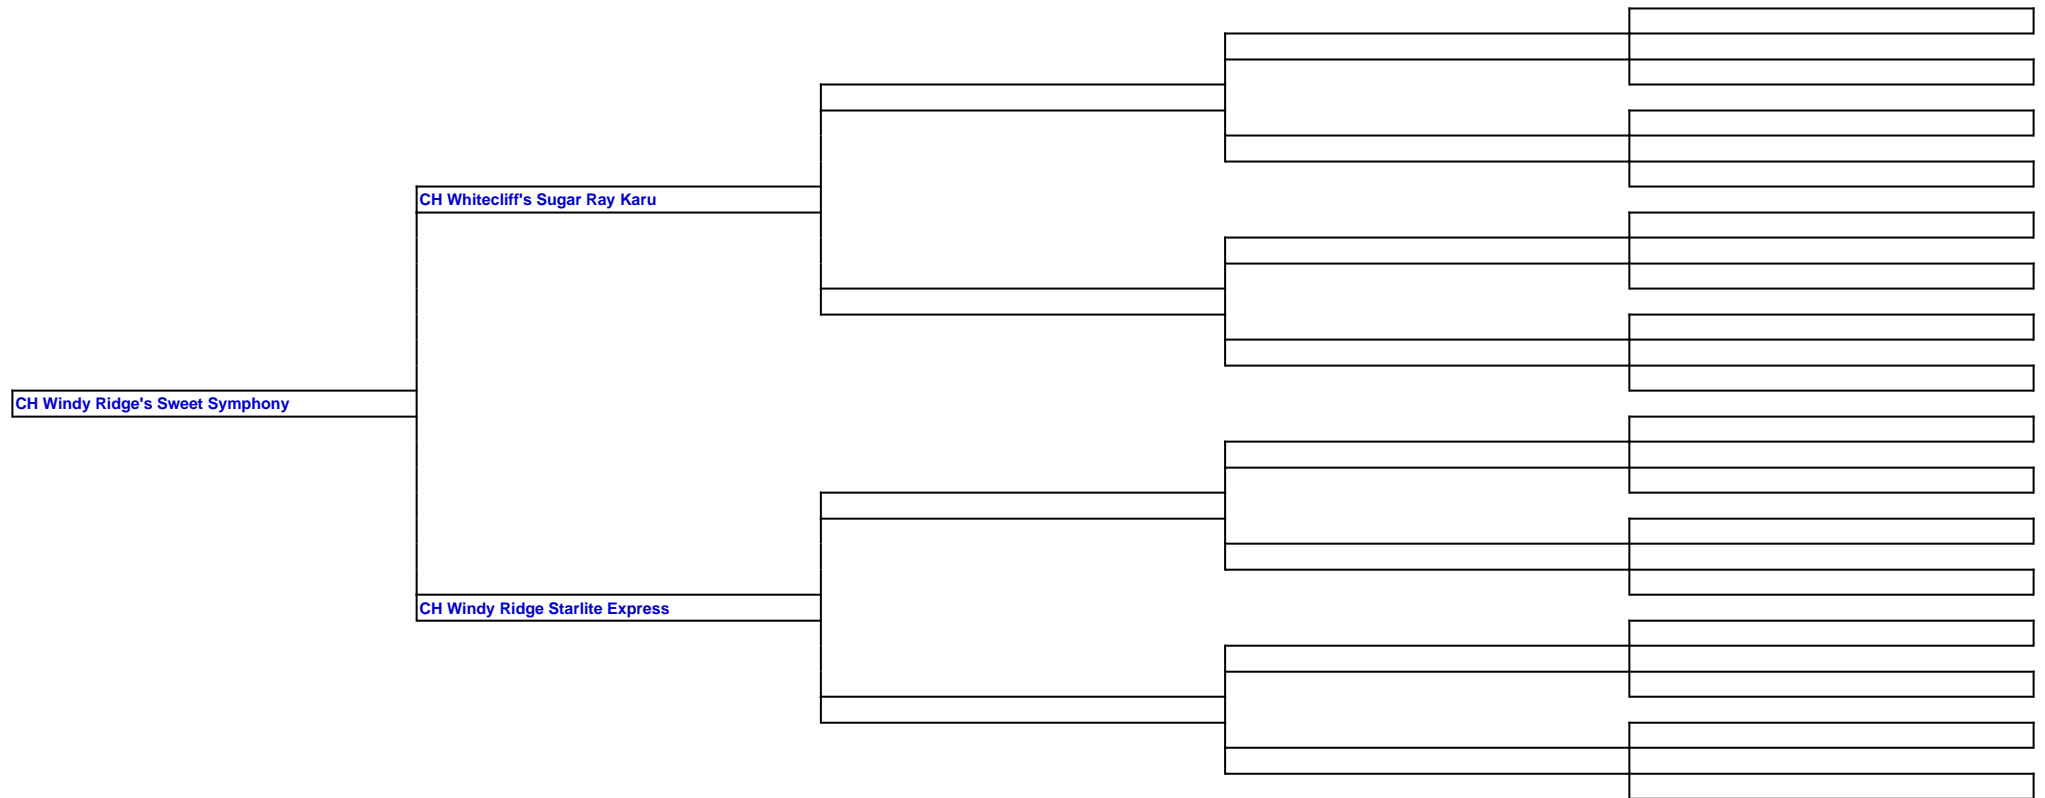 CH Whitecliff's Sugar Ray Karu
CH Windy Ridge's Sweet Symphony
CH Windy Ridge Starlite Express